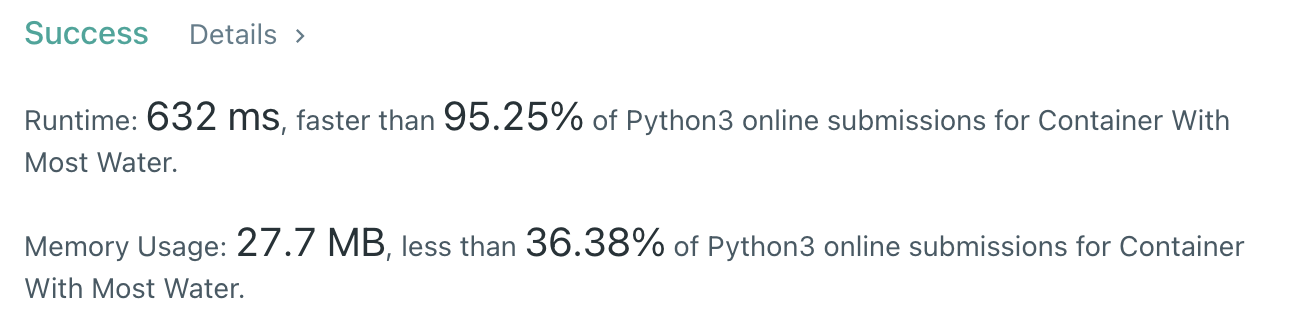 Success Details >
Runtime: 632 ms, faster than 95.25% of Python3 online submissions for Container With
Most Water.
Memory Usage: 27.7 MB, less than 36.38% of Python3 online submissions for Container
With Most Water.